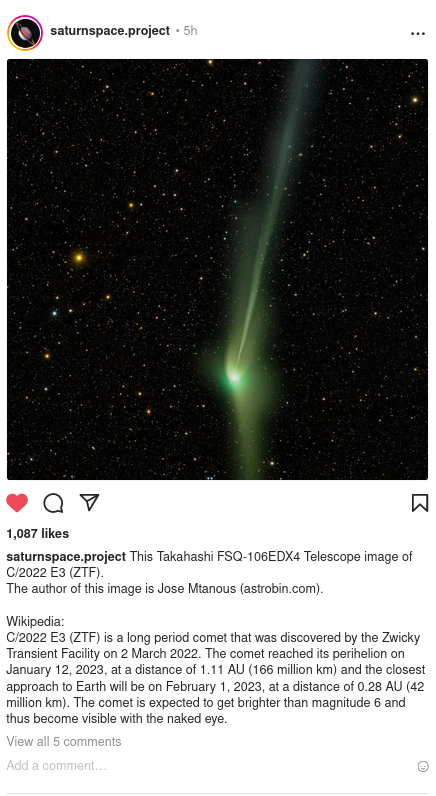 saturnspace.project • 5h
1,087 likes
saturnspace.project This Takahashi FSQ-106EDX4 Telescope image of
C/2022 E3 (ZTF).
The author of this image is Jose Mtanous (astrobin.com).
Wikipedia:
C/2022 E3 (ZTF) is a long period comet that was discovered by the Zwicky
Transient Facility on 2 March 2022. The comet reached its perihelion on
January 12, 2023, at a distance of 1.11 AU (166 million km) and the closest
approach to Earth will be on February 1, 2023, at a distance of 0.28 AU (42
million km). The comet is expected to get brighter than magnitude 6 and
thus become visible with the naked eye.
View all 5 comments
Add a comment...